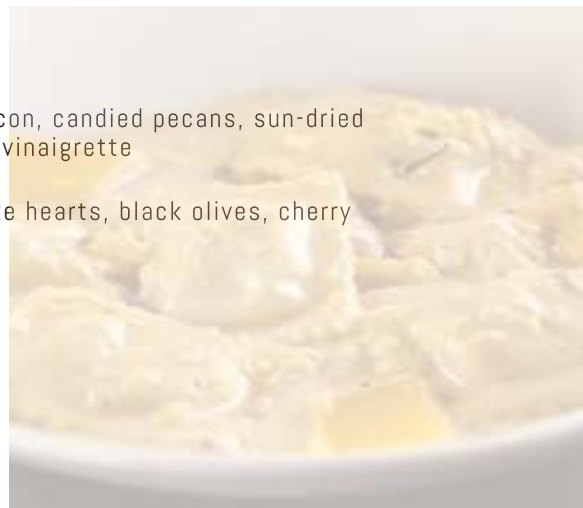 con, candied pecans, sun-dried
vinaigrette
e hearts, black olives, cherry